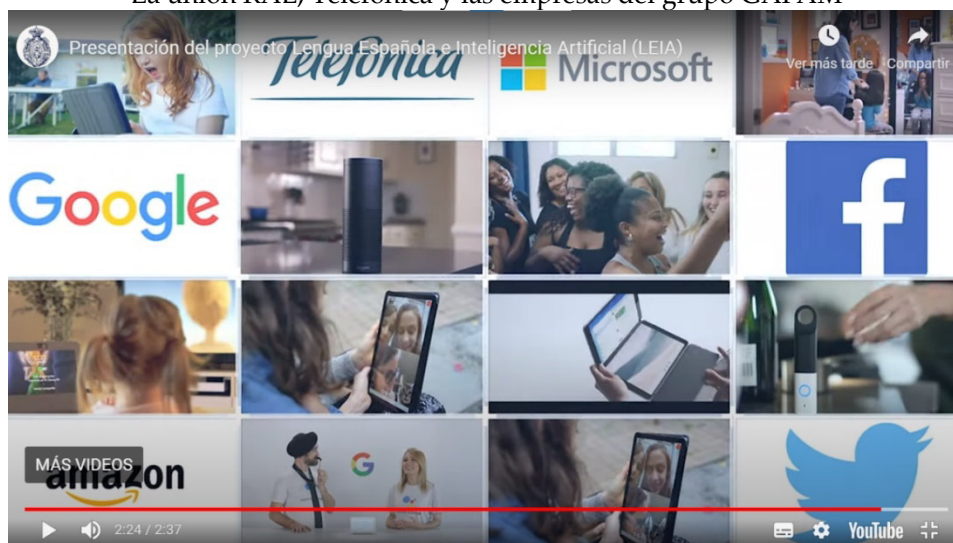 La unión RAE, Telefónica y las empresas del grupo GAFAM
Presentación del proyecto Lengua Española e Inteligencia Artificial (LEIA)
Ver más tarde
Compartir
Telefónica
Microsoft
Google
f
MÁS VIDEOS
amazon
G
2:24 / 2:37
YouTube